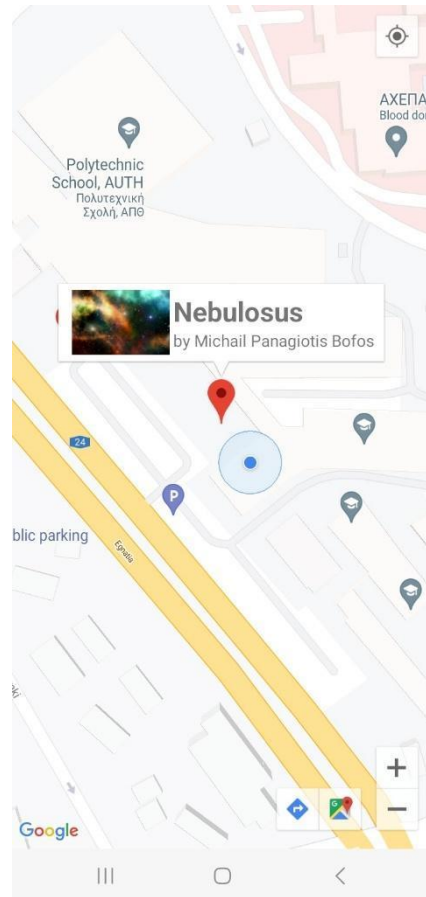 ΑΧΕΠΑ
Blood do
Polytechnic
School, AUTH
Πολυτεχνική
Σχολή, ΑΠΘ
Nebulosus
by Michail Panagiotis Bofos
24
P
blic parking
Egnatia
ki
+
−
G
Google